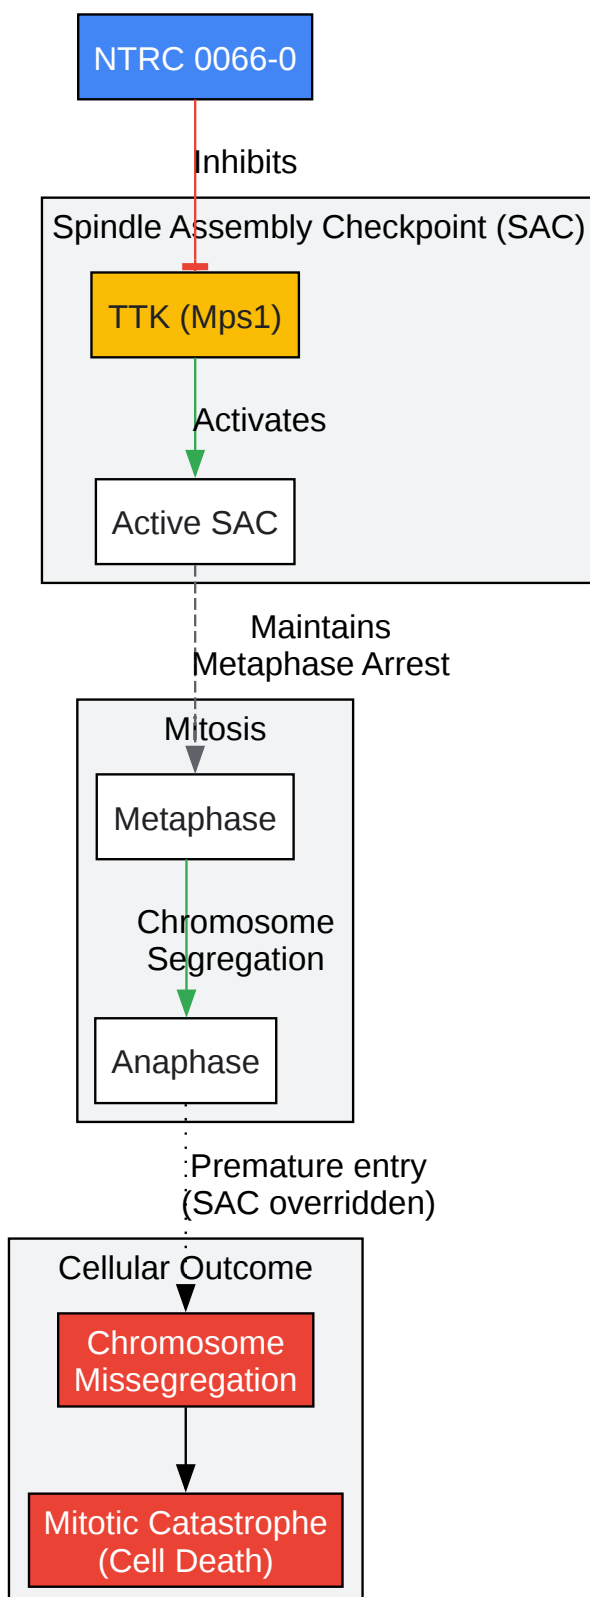 NTRC 0066-0
Inhibits
Spindle Assembly Checkpoint (SAC)
TTK (Mps1)
Activates
Active SAC
Maintains
Metaphase Arrest
Mitosis
Metaphase
Chromosome
Segregation
Anaphase
Premature entry
(SAC overridden)
Cellular Outcome
Chromosome
Missegregation
Mitotic Catastrophe
(Cell Death)